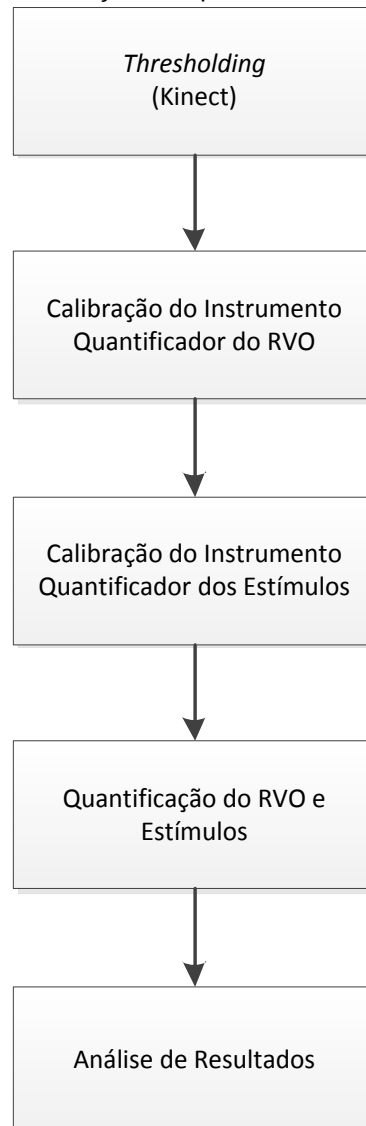 Thresholding
(Kinect)
Calibração do Instrumento
Quantificador do RVO
Calibração do Instrumento
Quantificador dos Estímulos
Quantificação do RVO e
Estímulos
Análise de Resultados